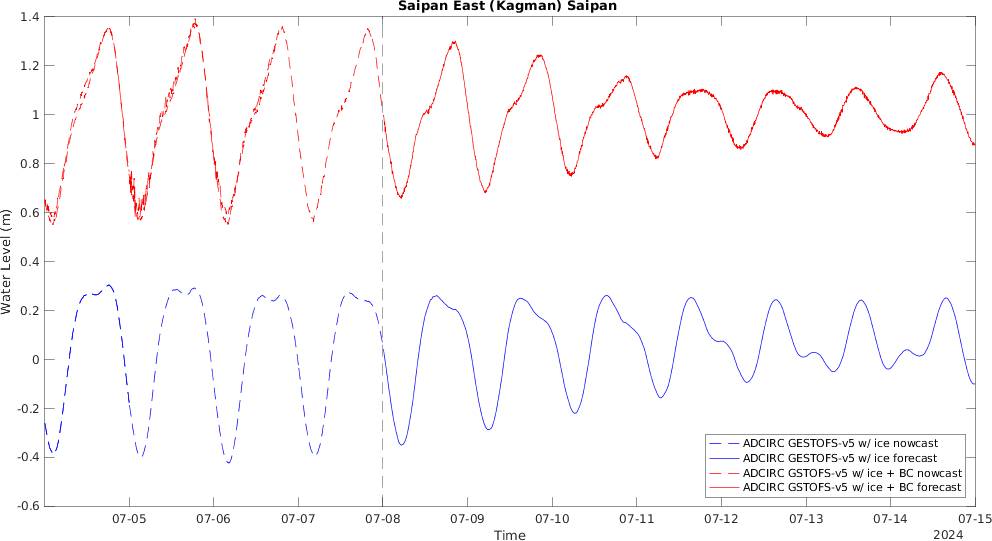 Saipan East (Kagman) Saipan
1.4
1.2
1
0.8
0.6
0.4
0.2
0
-0.2
-0.4
-0.6
Water Level (m)
ADCIRC GESTOFS-v5 w/ ice nowcast
ADCIRC GESTOFS-v5 w/ ice forecast
ADCIRC GSTOFS-v5 w/ ice + BC nowcast
ADCIRC GSTOFS-v5 w/ ice + BC forecast
07-05 07-06 07-07 07-08 07-09 07-10 07-11 07-12 07-13 07-14 07-15
Time
2024